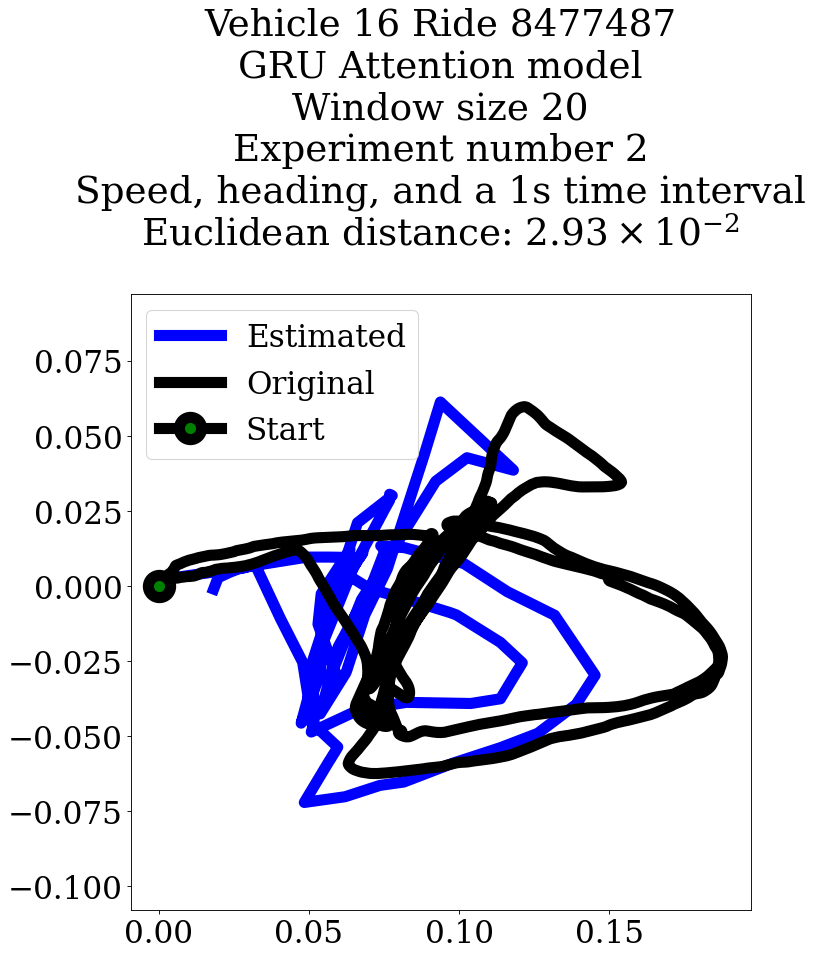 Vehicle 16 Ride 8477487
GRU Attention model
Window size 20
Experiment number 2
Speed, heading, and a 1s time interval
Euclidean distance: 2.93 × 10⁻²
Estimated
Original
Start
0.075
0.050
0.025
0.000
−0.025
−0.050
−0.075
−0.100
0.00 0.05 0.10 0.15